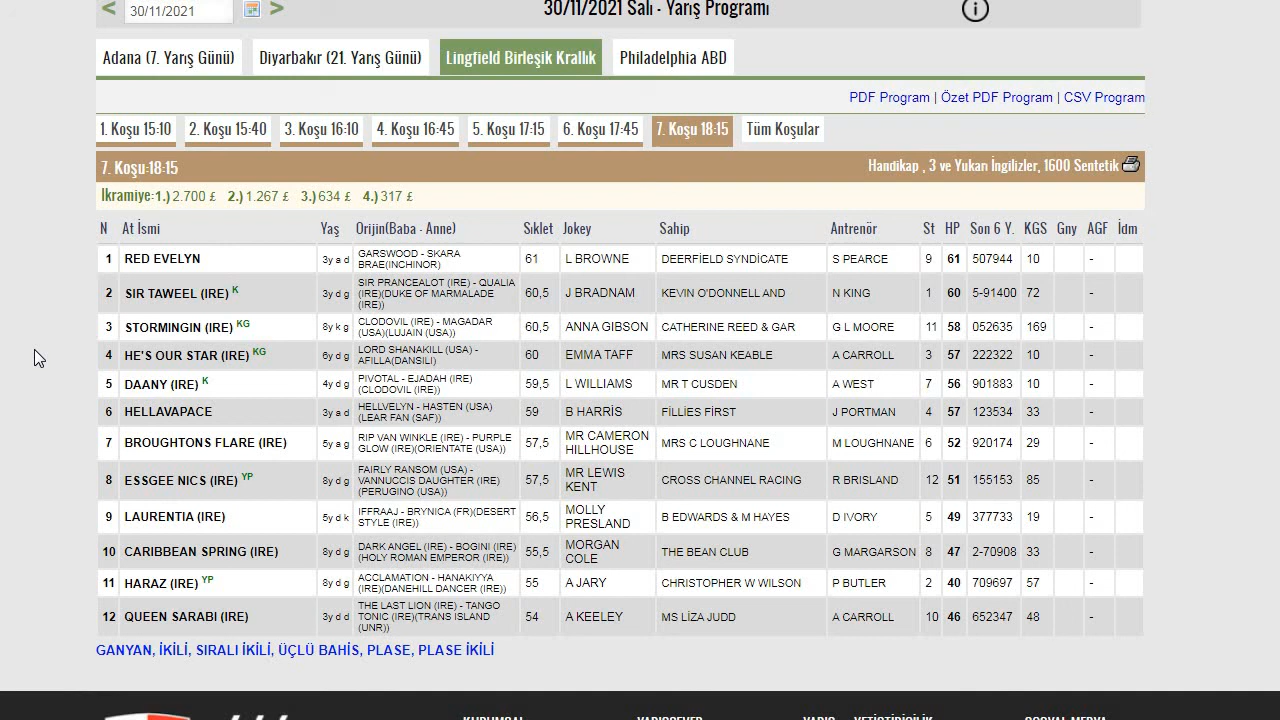 30/11/2021
30/11/2021 Salı - Yarış Programı
Adana (7. Yarış Günü) Diyarbakır (21. Yarış Günü) Lingfield Birleşik Krallık Philadelphia ABD
PDF Program | Özet PDF Program | CSV Program
1. Koşu 15:10 2. Koşu 15:40 3. Koşu 16:10 4. Koşu 16:45 5. Koşu 17:15 6. Koşu 17:45 7. Koşu 18:15 Tüm Koşular
7. Koşu:18:15 Handikap , 3 ve Yukarı İngilizler, 1600 Sentetik
İkramiye:1.) 2.700 £ 2.) 1.267 £ 3.) 634 £ 4.) 317 £
N At İsmi Yaş Orijin(Baba - Anne) Sıklet Jokey Sahip Antrenör St HP Son 6 Y. KGS Gny AGF İdm
1 RED EVELYN 3y a d GARSWOOD - SKARA BRAE(INCHINOR) 61 L BROWNE DEERFİELD SYNDİCATE S PEARCE 9 61 507944 10 -
2 SIR TAWEEL (IRE) K 3y d g SIR PRANCEALOT (IRE) - QUALIA (IRE)(DUKE OF MARMALADE (IRE)) 60,5 J BRADNAM KEVIN O'DONNELL AND N KING 1 60 5-91400 72 -
3 STORMINGIN (IRE) KG 8y k g CLODOVIL (IRE) - MAGADAR (USA)(LUJAIN (USA)) 60,5 ANNA GIBSON CATHERINE REED & GAR G L MOORE 11 58 052635 169 -
4 HE'S OUR STAR (IRE) KG 6y d g LORD SHANAKILL (USA) - AFILLA(DANSILI) 60 EMMA TAFF MRS SUSAN KEABLE A CARROLL 3 57 222322 10 -
5 DAANY (IRE) K 4y d g PIVOTAL - EJADAH (IRE)(CLODOVIL (IRE)) 59,5 L WILLIAMS MR T CUSDEN A WEST 7 56 901883 10 -
6 HELLAVAPACE 3y a d HELLVELYN - HASTEN (USA)(LEAR FAN (SAF)) 59 B HARRİS FİLLİES FİRST J PORTMAN 4 57 123534 33 -
7 BROUGHTONS FLARE (IRE) 5y a g RIP VAN WINKLE (IRE) - PURPLE GLOW (IRE)(ORIENTATE (USA)) 57,5 MR CAMERON HILLHOUSE MRS C LOUGHNANE M LOUGHNANE 6 52 920174 29 -
8 ESSGEE NICS (IRE) YP 8y d g FAIRLY RANSOM (USA) - VANNUCCIS DAUGHTER (IRE)(PERUGINO (USA)) 57,5 MR LEWIS KENT CROSS CHANNEL RACING R BRISLAND 12 51 155153 85 -
9 LAURENTIA (IRE) 5y d k IFFRAAJ - BRYNICA (FR)(DESERT STYLE (IRE)) 56,5 MOLLY PRESLAND B EDWARDS & M HAYES D IVORY 5 49 377733 19 -
10 CARIBBEAN SPRING (IRE) 8y d g DARK ANGEL (IRE) - BOGINI (IRE)(HOLY ROMAN EMPEROR (IRE)) 55,5 MORGAN COLE THE BEAN CLUB G MARGARSON 8 47 2-70908 33 -
11 HARAZ (IRE) YP 8y d g ACCLAMATION - HANAKIYYA (IRE)(DANEHILL DANCER (IRE)) 55 A JARY CHRISTOPHER W WILSON P BUTLER 2 40 709697 57 -
12 QUEEN SARABI (IRE) 3y d d THE LAST LION (IRE) - TANGO TONIC (IRE)(TRANS ISLAND (UNR)) 54 A KEELEY MS LİZA JUDD A CARROLL 10 46 652347 48 -
GANYAN, İKİLİ, SIRALI İKİLİ, ÜÇLÜ BAHİS, PLASE, PLASE İKİLİ
KURUMSAL YARIŞSEVER YARIŞ YETİŞTİRİCİLİK SOSYAL MEDYA